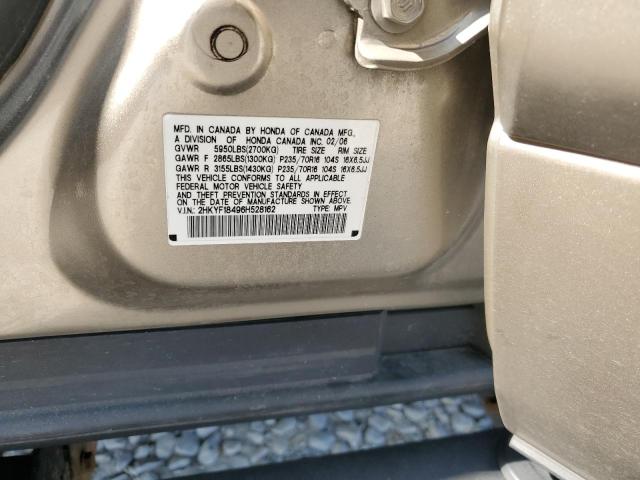 MFD. IN CANADA BY HONDA OF CANADA MFG.,
A DIVISION OF HONDA CANADA INC. 02/06
GVWR 5950LBS(2700KG) TIRE SIZE RIM SIZE
GAWR F 2865LBS(1300KG) P235/70R16 104S 16X6.5JJ
GAWR R 3155LBS(1430KG) P235/70R16 104S 16X6.5JJ
THIS VEHICLE CONFORMS TO ALL APPLICABLE
FEDERAL MOTOR VEHICLE SAFETY
AND THEFT PREVENTION STANDARDS IN EFFECT
ON THE DATE OF MANUFACTURE SHOWN ABOVE.
V.I.N.: 2HKYF18496H528162 TYPE: MPV